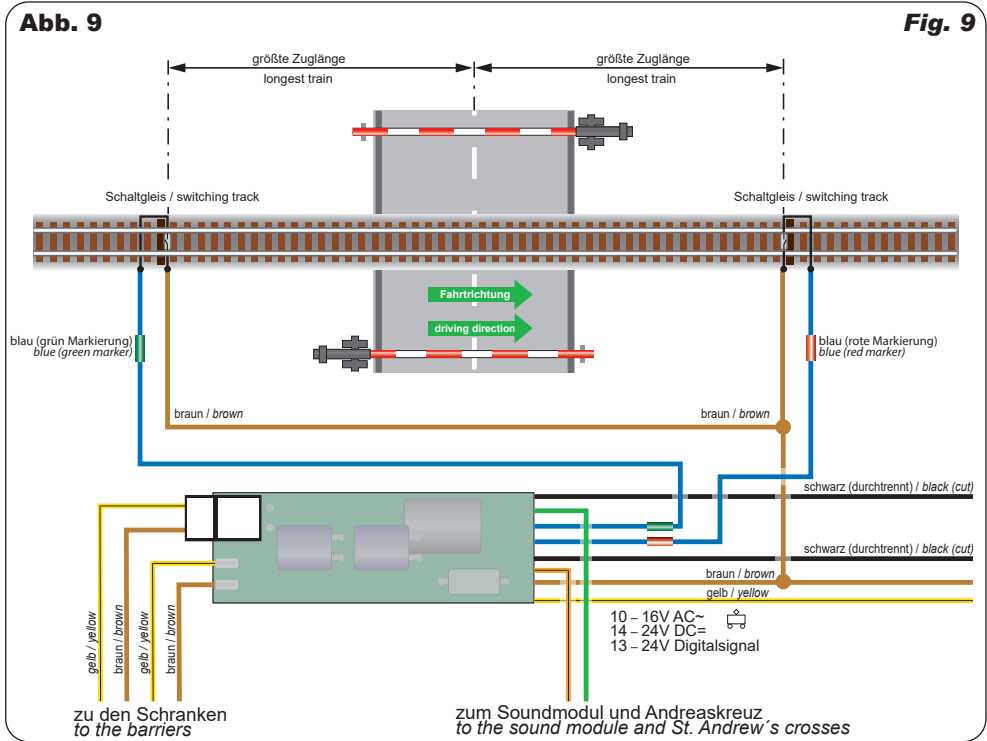 Abb. 9
Fig. 9
größte Zuglänge
longest train
größte Zuglänge
longest train
Schaltgleis / switching track
Schaltgleis / switching track
Fahrtrichtung
driving direction
blau (grün Markierung)
blue (green marker)
blau (rote Markierung)
blue (red marker)
braun / brown
braun / brown
schwarz (durchtrennt) / black (cut)
schwarz (durchtrennt) / black (cut)
braun / brown
gelb / yellow
10 – 16V AC~
14 – 24V DC=
13 – 24V Digitalsignal
gelb / yellow
braun / brown
gelb / yellow
braun / brown
zu den Schranken
to the barriers
zum Soundmodul und Andreaskreuz
to the sound module and St. Andrew´s crosses